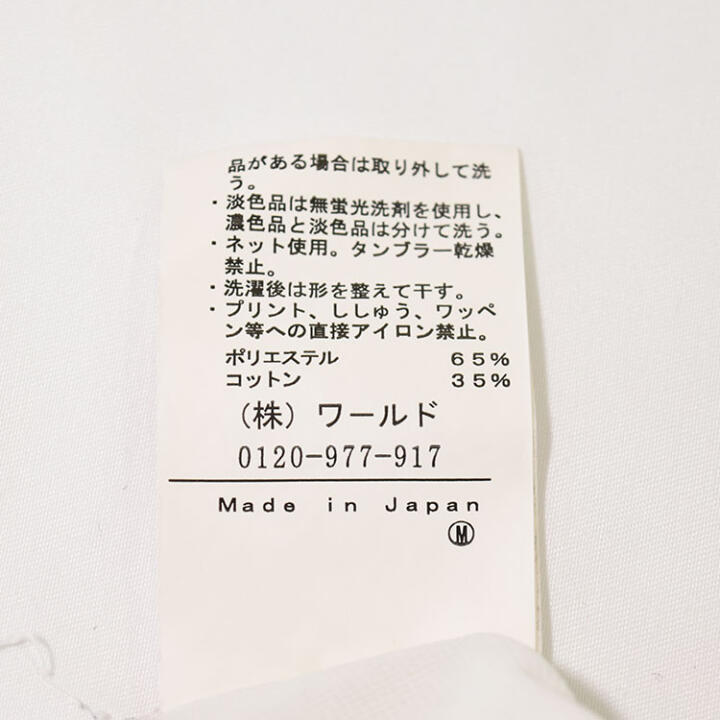 品がある場合は取り外して洗
う。
・淡色品は無蛍光洗剤を使用し、
濃色品と淡色品は分けて洗う。
・ネット使用。タンブラー乾燥
禁止。
・洗濯後は形を整えて干す。
・プリント、ししゅう、ワッペ
ン等への直接アイロン禁止。
ポリエステル 65%
コットン 35%
(株)ワールド
0120-977-917
Made in Japan
Ⓜ